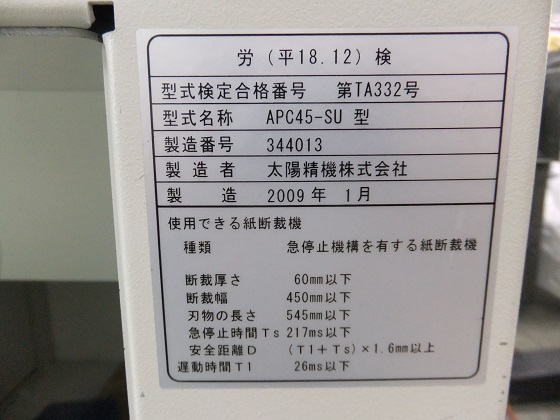 労(平18.12)検
型式検定合格番号 第TA332号
型式名称 APC45-SU 型
製造番号 344013
製造者 太陽精機株式会社
製造 2009年 1月
使用できる紙断裁機
種類 急停止機構を有する紙断裁機
断裁厚さ 60mm以下
断裁幅 450mm以下
刃物の長さ 545mm以下
急停止時間Ts 217ms以下
安全距離D (T1+Ts)×1.6mm以上
遅動時間T1 26ms以下